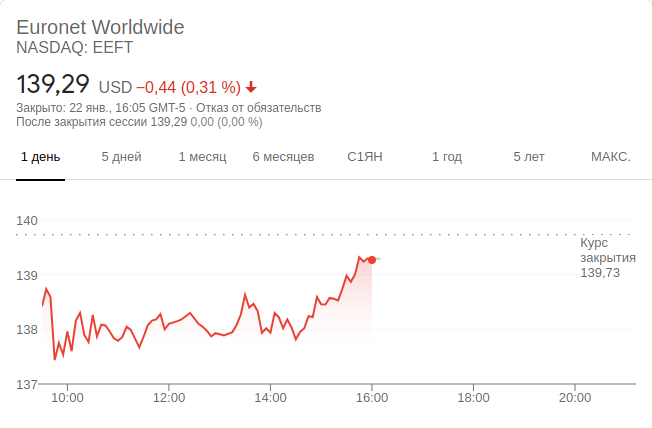 Euronet Worldwide
NASDAQ: EEFT
139,29 USD −0,44 (0,31 %)
Закрыто: 22 янв., 16:05 GMT-5 · Отказ от обязательств
После закрытия сессии 139,29 0,00 (0,00 %)
1 день 5 дней 1 месяц 6 месяцев С1ЯН 1 год 5 лет МАКС.
140
Курс
закрытия
139,73
139
138
137
10:00 12:00 14:00 16:00 18:00 20:00